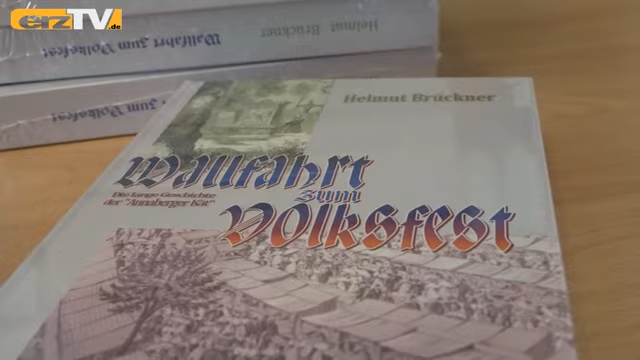 erzTV.de
Wallfahrt zum Volksfest Helmut Brückner
zum Volksfest
Helmut Brückner
Wallfahrt
Die lange Geschichte
der "Annaberger Kät"
zum
Volksfest